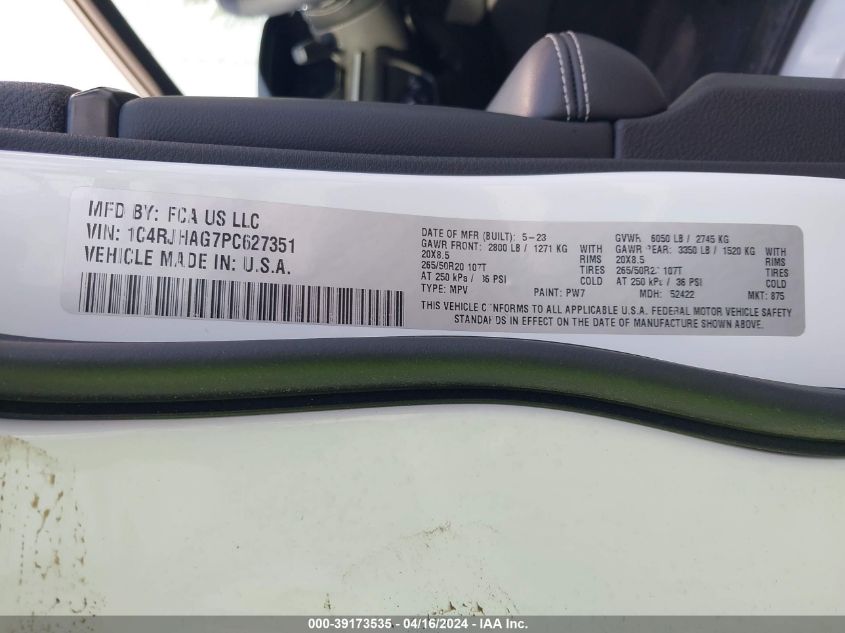 MFD BY: FCA US LLC
VIN: 1C4RJHAG7PC627351
VEHICLE MADE IN: U.S.A.
DATE OF MFR (BUILT): 5-23
GAWR FRONT: 2800 LB / 1271 KG WITH
20X8.5 RIMS
265/50R20 107T TIRES
AT 250 kPa / 36 PSI COLD
TYPE: MPV PAINT: PW7
GVWR 6050 LB / 2745 KG
GAWR REAR: 3350 LB / 1520 KG WITH
20X8.5 RIMS
265/50R20 107T TIRES
AT 250 kPa / 36 PSI COLD
MDH: 52422 MKT: 875
THIS VEHICLE CONFORMS TO ALL APPLICABLE U.S.A. FEDERAL MOTOR VEHICLE SAFETY
STANDARDS IN EFFECT ON THE DATE OF MANUFACTURE SHOWN ABOVE.
000-39173535 - 04/16/2024 - IAA Inc.